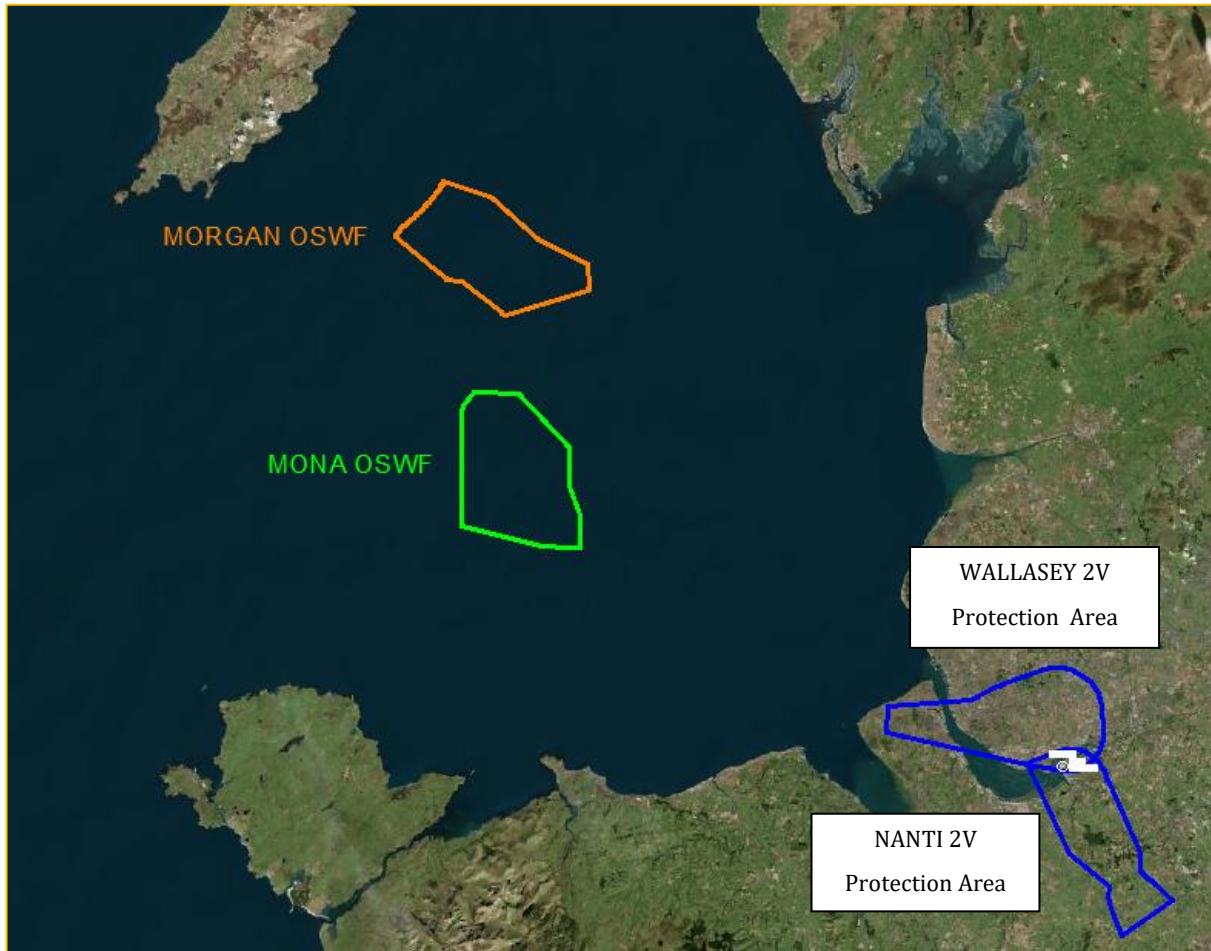 MORGAN OSWF
MONA OSWF
WALLASEY 2V
Protection Area
NANTI 2V
Protection Area